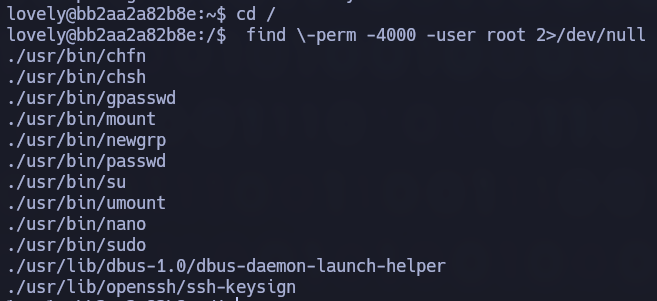 lovely@bb2aa2a82b8e:~$ cd /
lovely@bb2aa2a82b8e:/$  find \-perm -4000 -user root 2>/dev/null
./usr/bin/chfn
./usr/bin/chsh
./usr/bin/gpasswd
./usr/bin/mount
./usr/bin/newgrp
./usr/bin/passwd
./usr/bin/su
./usr/bin/umount
./usr/bin/nano
./usr/bin/sudo
./usr/lib/dbus-1.0/dbus-daemon-launch-helper
./usr/lib/openssh/ssh-keysign